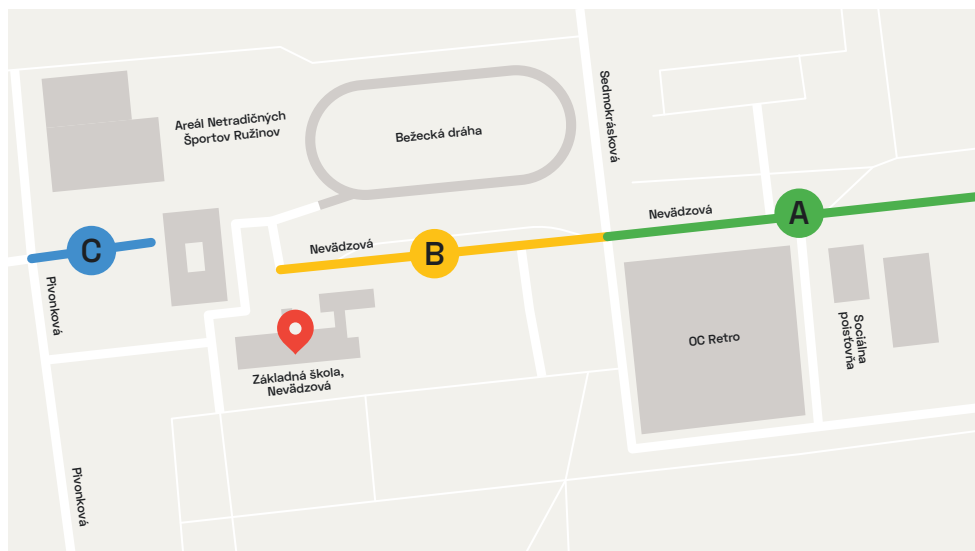 Areál Netradičných
Športov Ružinov
Bežecká dráha
Sedmokrásková
Nevädzová
A
Nevädzová
B
C
Pivonková
Základná škola,
Nevädzová
OC Retro
Sociálna
poisťovňa
Pivonková